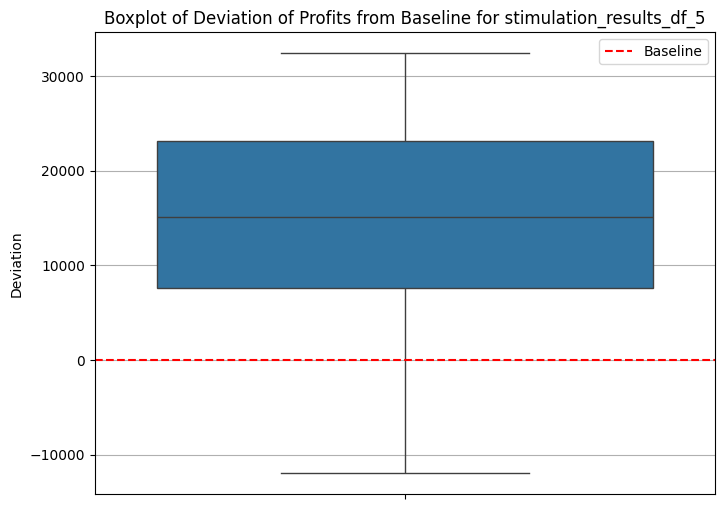 Boxplot of Deviation of Profits from Baseline for stimulation_results_df_5
Baseline
30000
20000
10000
0
−10000
Deviation